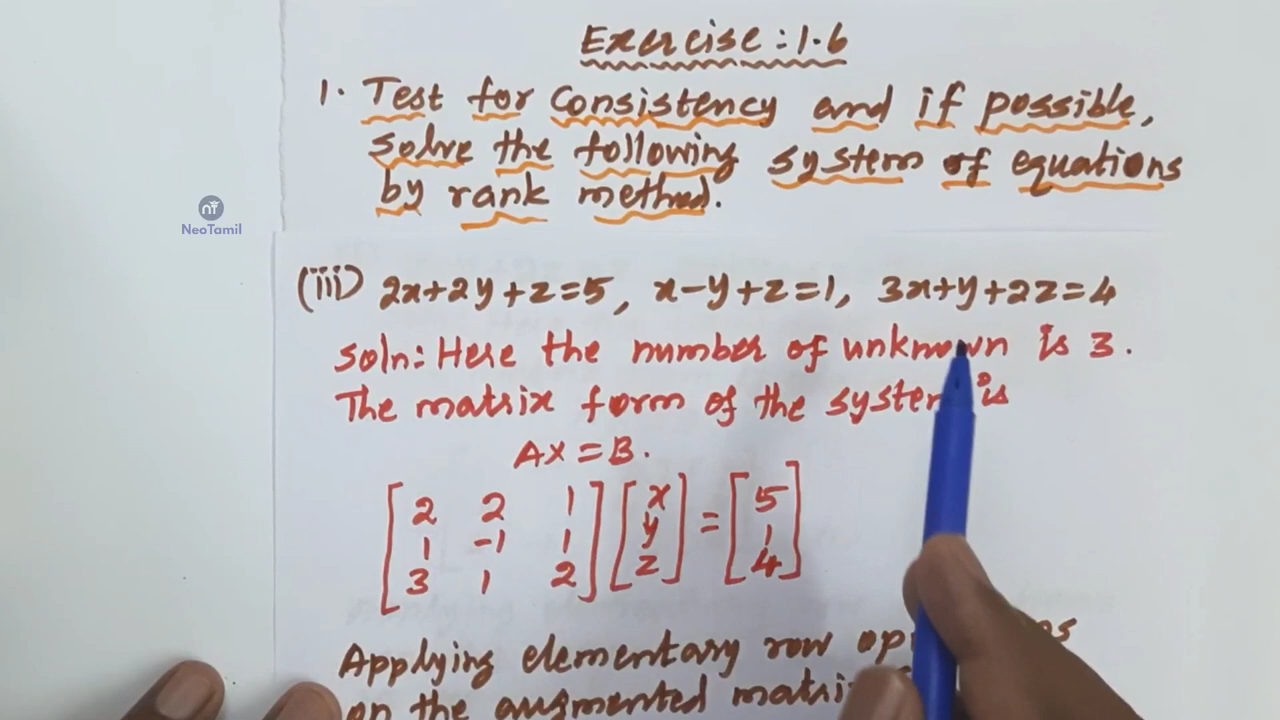 Exercise: 1.6
1. Test for Consistency and if possible,
solve the following system of equations
by rank method.
NeoTamil
(iii) 2x+2y+z=5, x-y+z=1, 3x+y+2z=4
Soln: Here the number of unknown is 3.
The matrix form of the system is
AX = B.
[2 2 1] [x] = [5]
[1 -1 1] [y] [1]
[3 1 2] [z] [4]
Applying elementary row
on the augmented